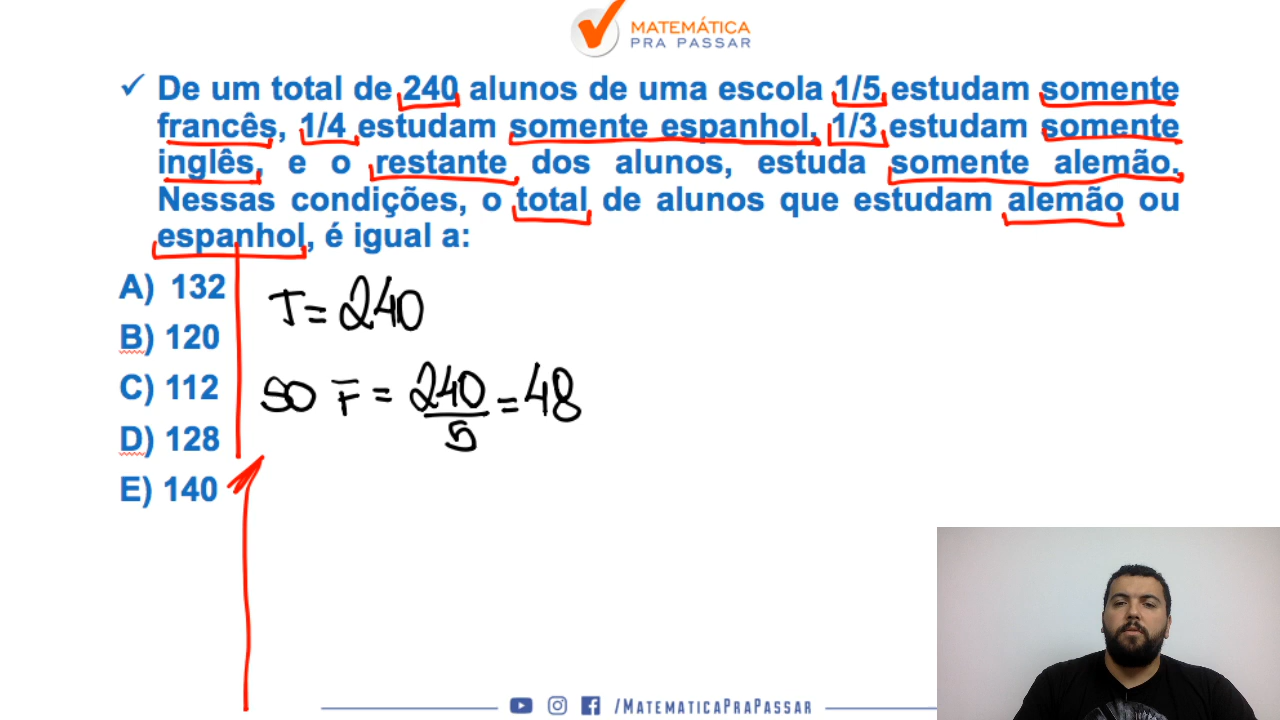 MATEMÁTICA
PRA PASSAR
✓ De um total de 240 alunos de uma escola 1/5 estudam somente
francês, 1/4 estudam somente espanhol, 1/3 estudam somente
inglês, e o restante dos alunos, estuda somente alemão.
Nessas condições, o total de alunos que estudam alemão ou
espanhol, é igual a:
A) 132
B) 120
C) 112
D) 128
E) 140
T = 240
SO F = 240/5 = 48
/MATEMATICAPRAPASSAR